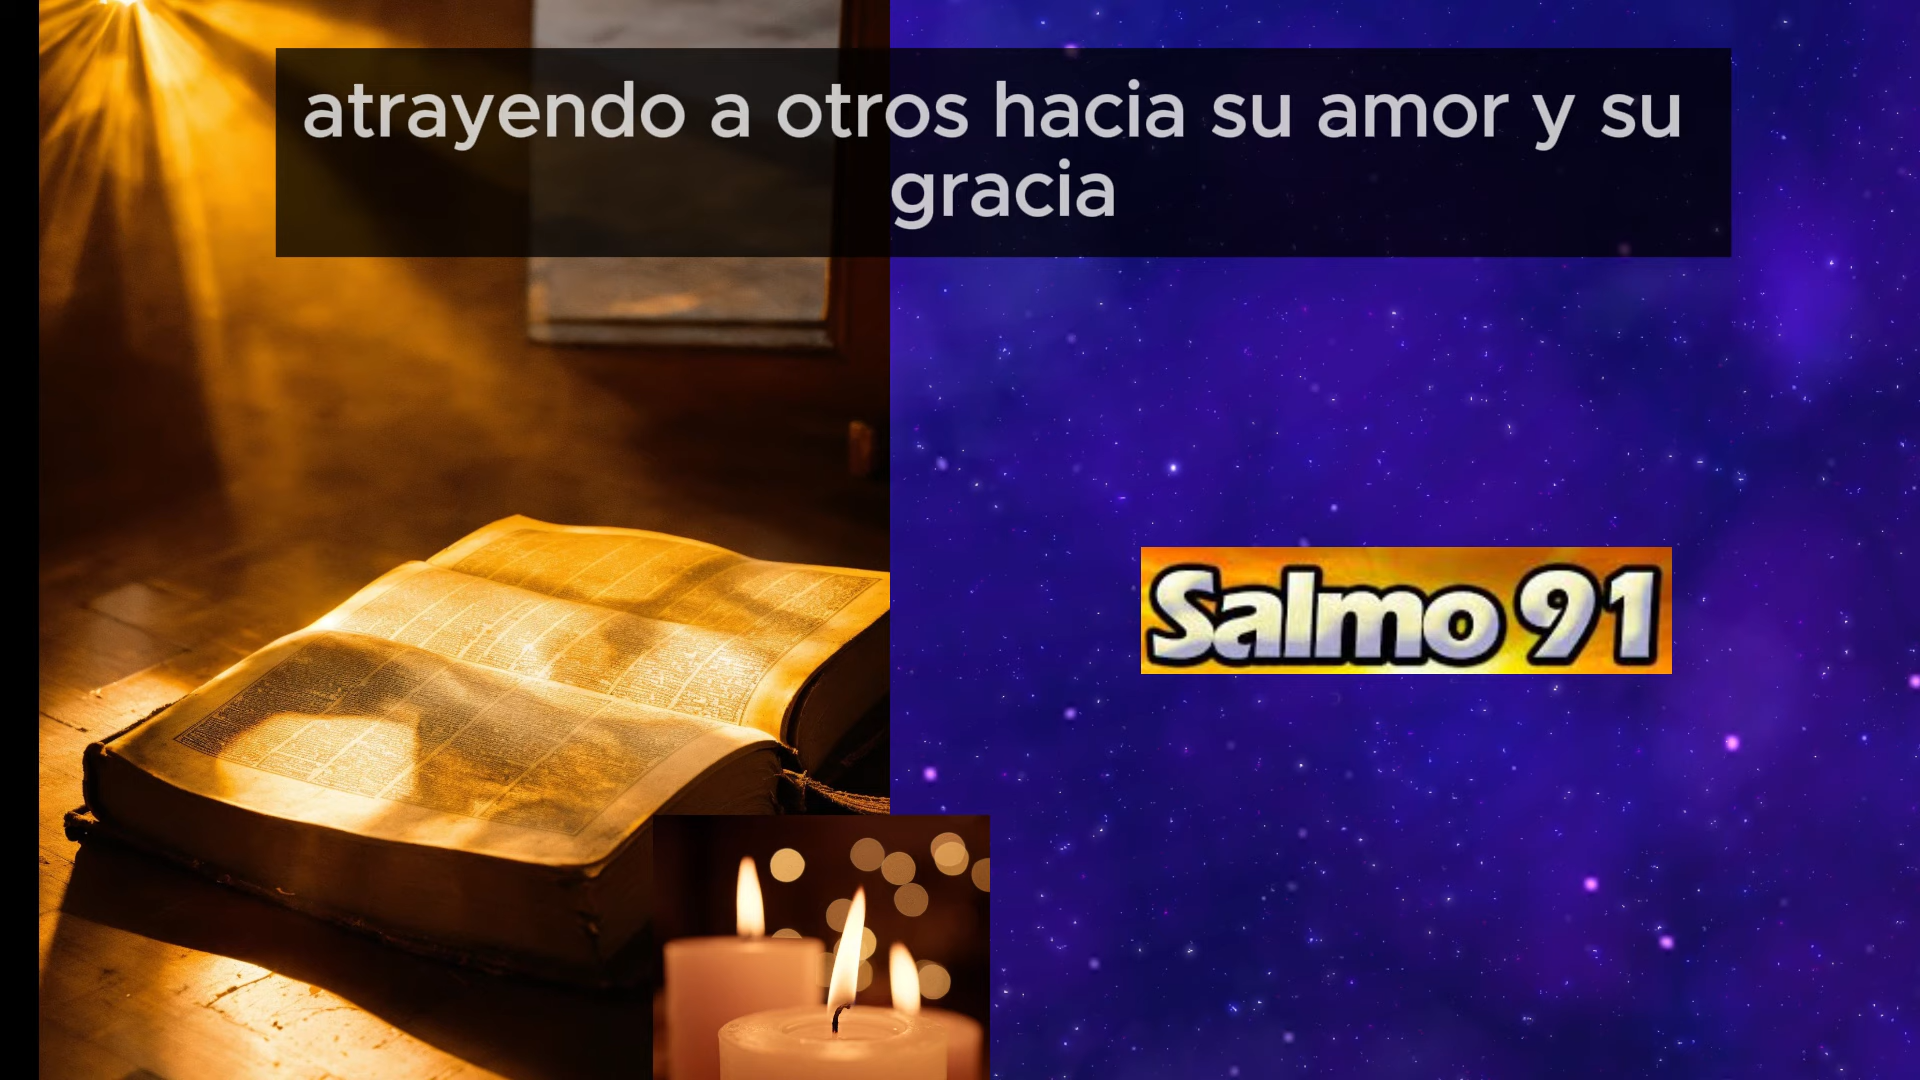 atrayendo a otros hacia su amor y su
gracia
Salmo 91